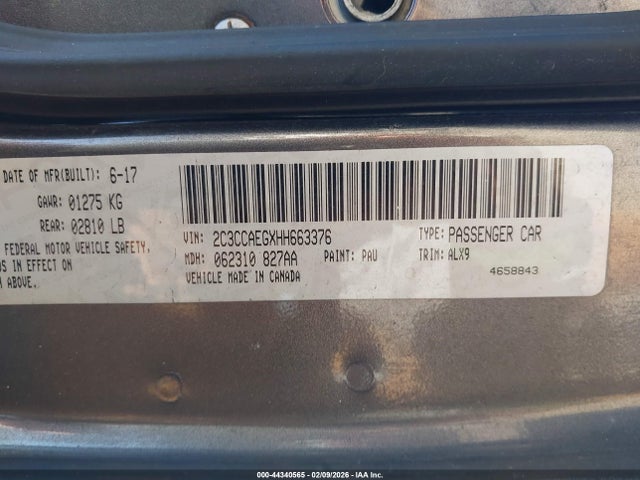 DATE OF MFR(BUILT): 6-17
GAWR: 01275 KG
REAR: 02810 LB
FEDERAL MOTOR VEHICLE SAFETY,
DS IN EFFECT ON
ABOVE.
VIN: 2C3CCAEGXHH663376
TYPE: PASSENGER CAR
MDH: 062310 827AA
PAINT: PAU
TRIM: ALX9
VEHICLE MADE IN CANADA
4658843
000-44340565 - 02/09/2026 - IAA Inc.